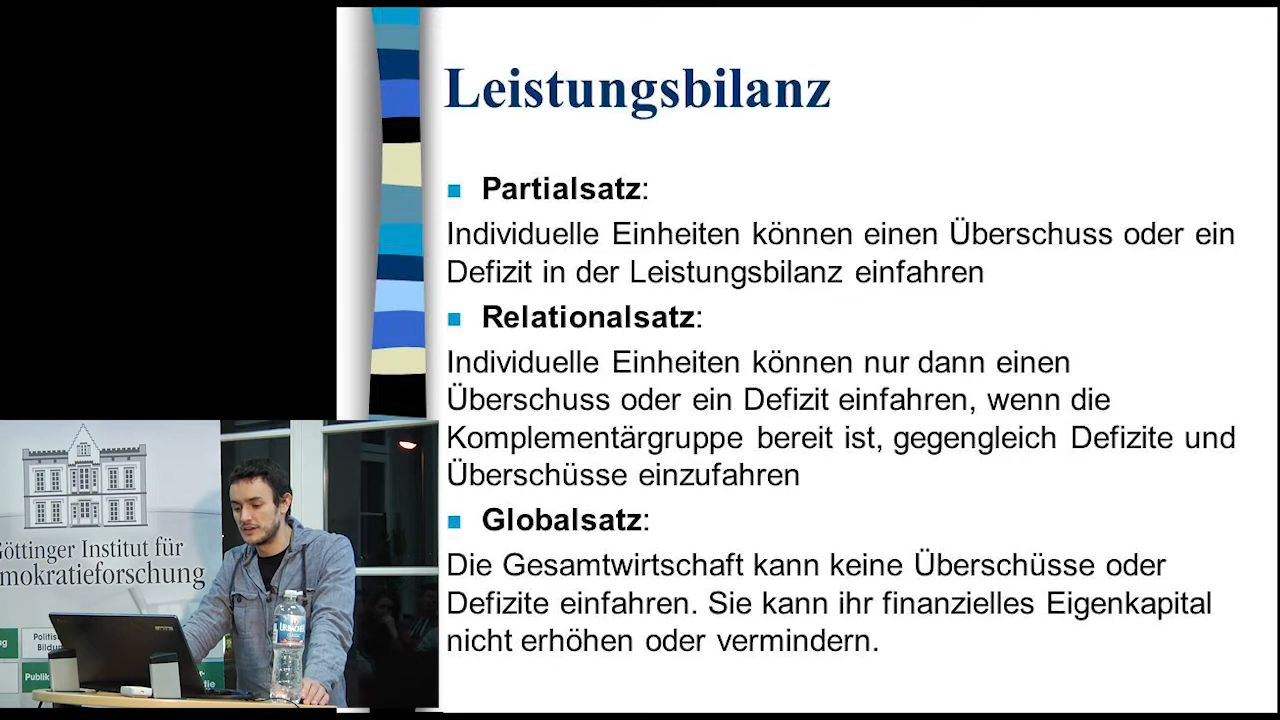 Leistungsbilanz
Partialsatz:
Individuelle Einheiten können einen Überschuss oder ein
Defizit in der Leistungsbilanz einfahren
Relationalsatz:
Individuelle Einheiten können nur dann einen
Überschuss oder ein Defizit einfahren, wenn die
Komplementärgruppe bereit ist, gegengleich Defizite und
Überschüsse einzufahren
Globalsatz:
Die Gesamtwirtschaft kann keine Überschüsse oder
Defizite einfahren. Sie kann ihr finanzielles Eigenkapital
nicht erhöhen oder vermindern.
Göttinger Institut für
mokratieforschung
Politis
Bildu
Publik
tie